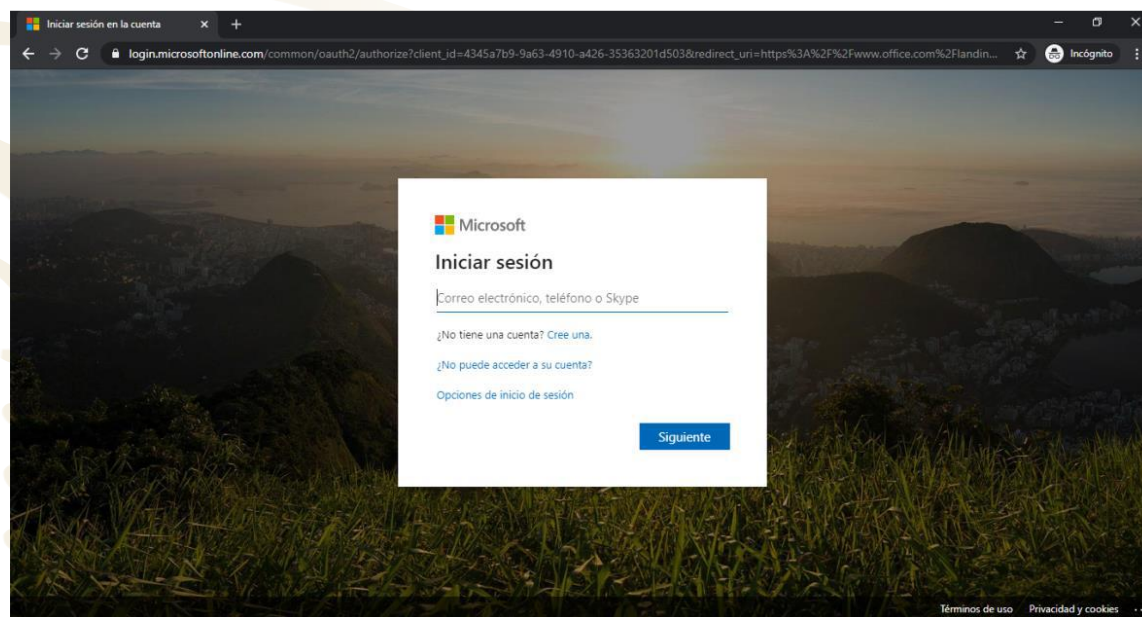 Iniciar sesión en la cuenta
login.microsoftonline.com/common/oauth2/authorize?client_id=4345a7b9-9a63-4910-a426-35363201d503&redirect_uri=https%3A%2F%2Fwww.office.com%2Flandin...
Incógnito
Microsoft
Iniciar sesión
Correo electrónico, teléfono o Skype
¿No tiene una cuenta? Cree una.
¿No puede acceder a su cuenta?
Opciones de inicio de sesión
Siguiente
Términos de uso Privacidad y cookies